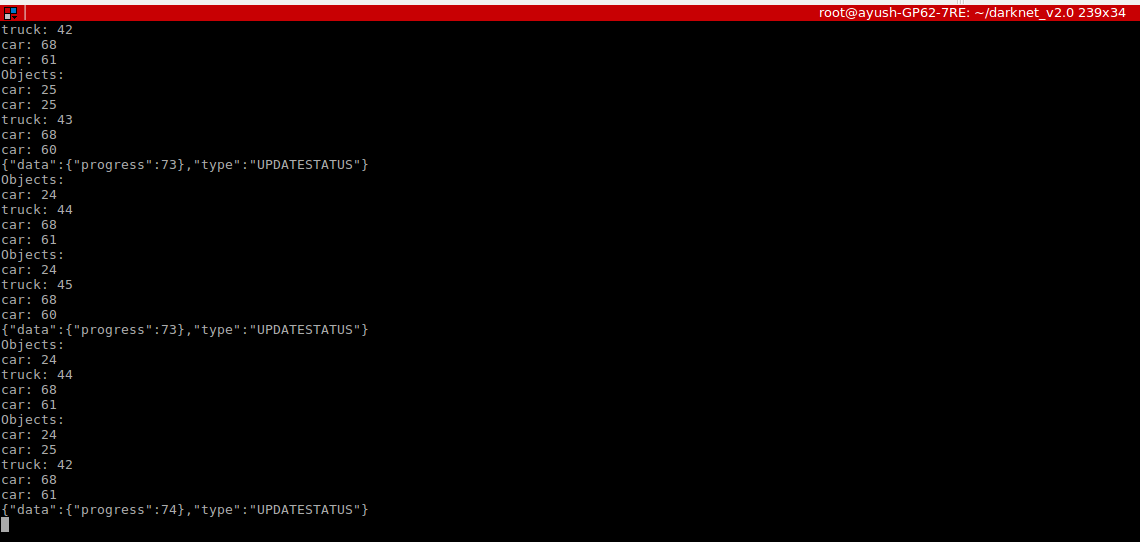 root@ayush-GP62-7RE: ~/darknet_v2.0 239x34
truck: 42
car: 68
car: 61
Objects:
car: 25
car: 25
truck: 43
car: 68
car: 60
{"data":{"progress":73},"type":"UPDATESTATUS"}
Objects:
car: 24
truck: 44
car: 68
car: 61
Objects:
car: 24
truck: 45
car: 68
car: 60
{"data":{"progress":73},"type":"UPDATESTATUS"}
Objects:
car: 24
truck: 44
car: 68
car: 61
Objects:
car: 24
car: 25
truck: 42
car: 68
car: 61
{"data":{"progress":74},"type":"UPDATESTATUS"}